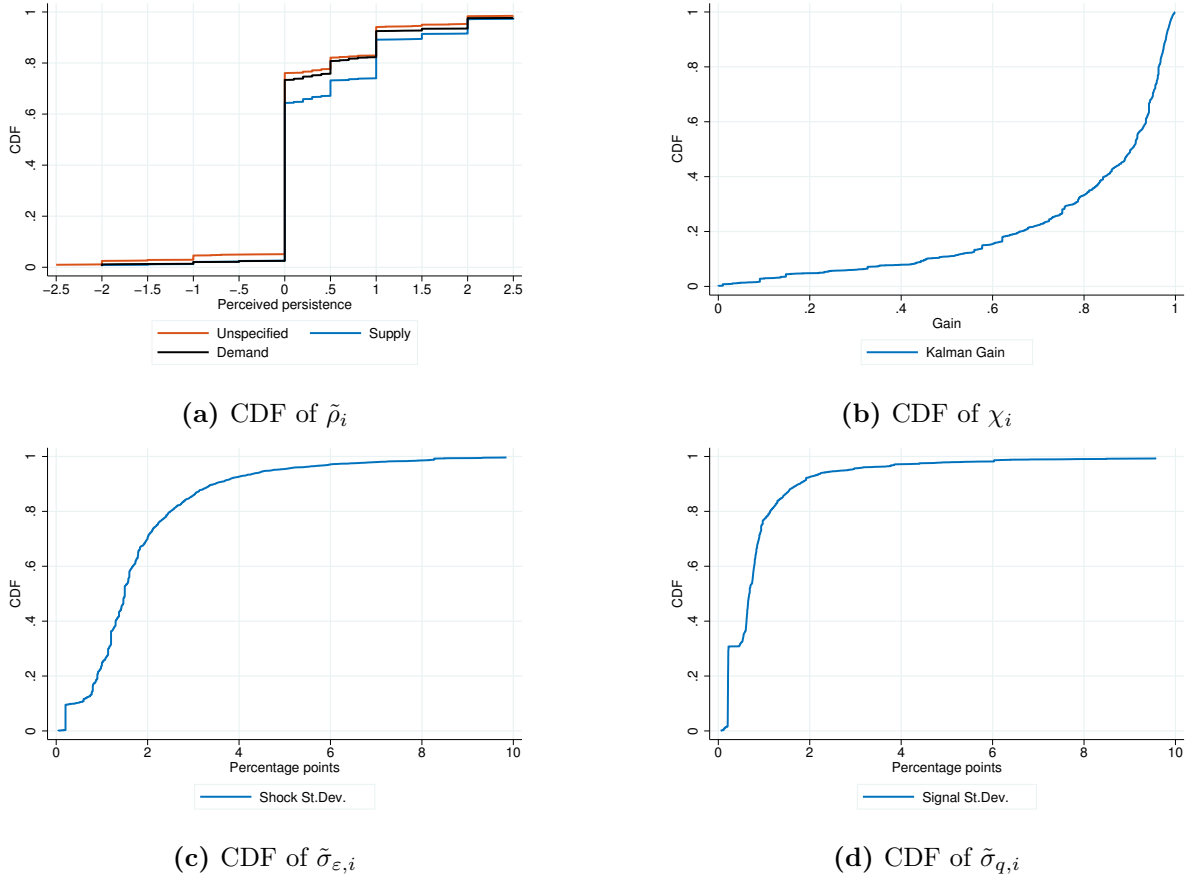 CDF
0 .2 .4 .6 .8 1
−2.5 −2 −1.5 −1 −.5 0 .5 1 1.5 2 2.5
Perceived persistence
Unspecified Supply
Demand
(a) CDF of ρ̃ᵢ
CDF
0 .2 .4 .6 .8 1
0 .2 .4 .6 .8 1
Gain
Kalman Gain
(b) CDF of χᵢ
CDF
0 .2 .4 .6 .8 1
0 2 4 6 8 10
Percentage points
Shock St.Dev.
(c) CDF of σ̃_{ε,i}
CDF
0 .2 .4 .6 .8 1
0 2 4 6 8 10
Percentage points
Signal St.Dev.
(d) CDF of σ̃_{q,i}